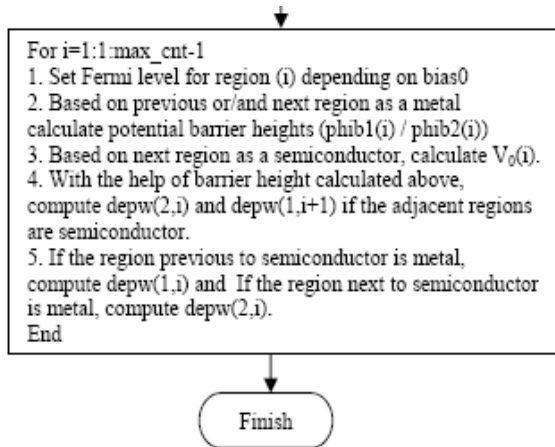 For i=1:1:max_cnt-1
1. Set Fermi level for region (i) depending on bias0
2. Based on previous or/and next region as a metal
calculate potential barrier heights (phib1(i) / phib2(i))
3. Based on next region as a semiconductor, calculate V₀(i).
4. With the help of barrier height calculated above,
compute depw(2,i) and depw(1,i+1) if the adjacent regions
are semiconductor.
5. If the region previous to semiconductor is metal,
compute depw(1,i) and If the region next to semiconductor
is metal, compute depw(2,i).
End
Finish